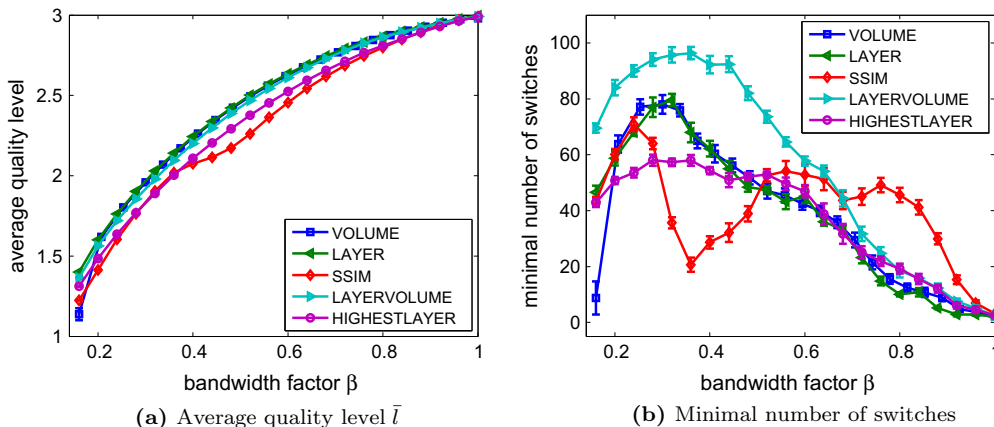 3
2.5
2
1.5
1
0.2
0.4
0.6
0.8
1
average quality level
bandwidth factor β
VOLUME
LAYER
SSIM
LAYERVOLUME
HIGHESTLAYER
(a) Average quality level l̄
100
80
60
40
20
0
0.2
0.4
0.6
0.8
1
minimal number of switches
bandwidth factor β
VOLUME
LAYER
SSIM
LAYERVOLUME
HIGHESTLAYER
(b) Minimal number of switches